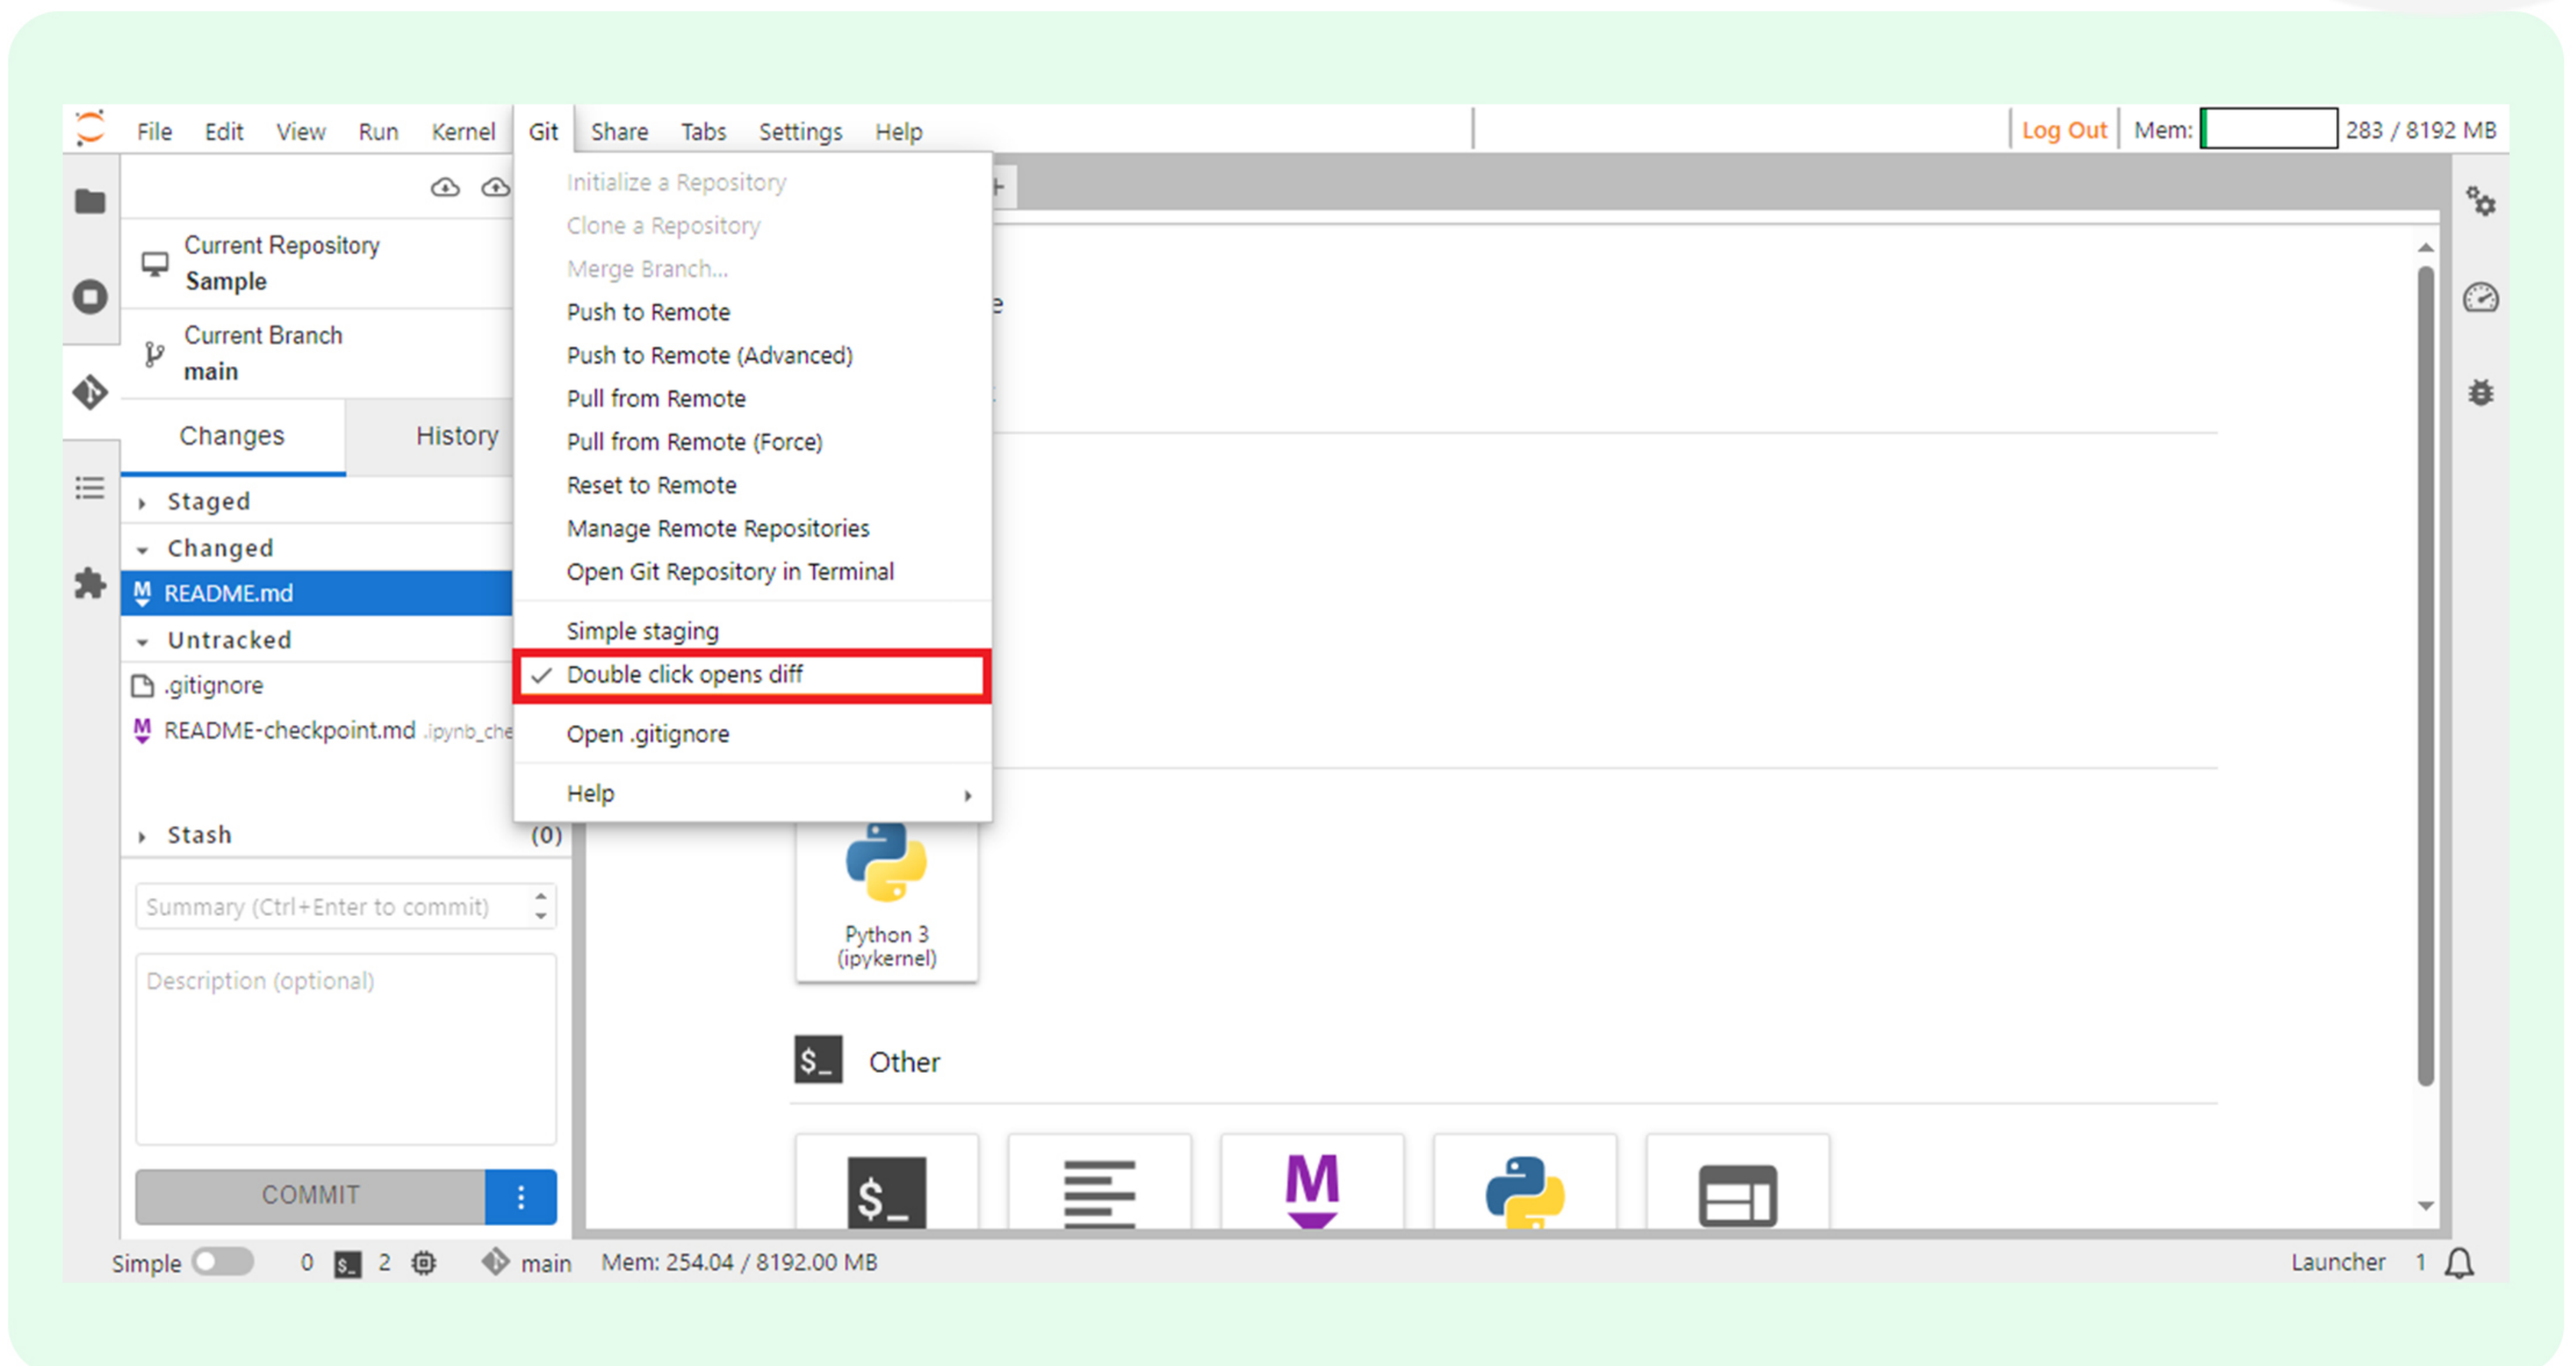 File Edit View Run Kernel Git Share Tabs Settings Help
Log Out Mem: 283 / 8192 MB
Current Repository
Sample
Current Branch
main
Changes History
Staged
Changed
README.md
Untracked
.gitignore
README-checkpoint.md .ipynb_che
Stash (0)
Summary (Ctrl+Enter to commit)
Description (optional)
COMMIT
Initialize a Repository
Clone a Repository
Merge Branch...
Push to Remote
Push to Remote (Advanced)
Pull from Remote
Pull from Remote (Force)
Reset to Remote
Manage Remote Repositories
Open Git Repository in Terminal
Simple staging
Double click opens diff
Open .gitignore
Help
Python 3
(ipykernel)
$_ Other
$_ M
Simple 0 $_ 2 main Mem: 254.04 / 8192.00 MB Launcher 1